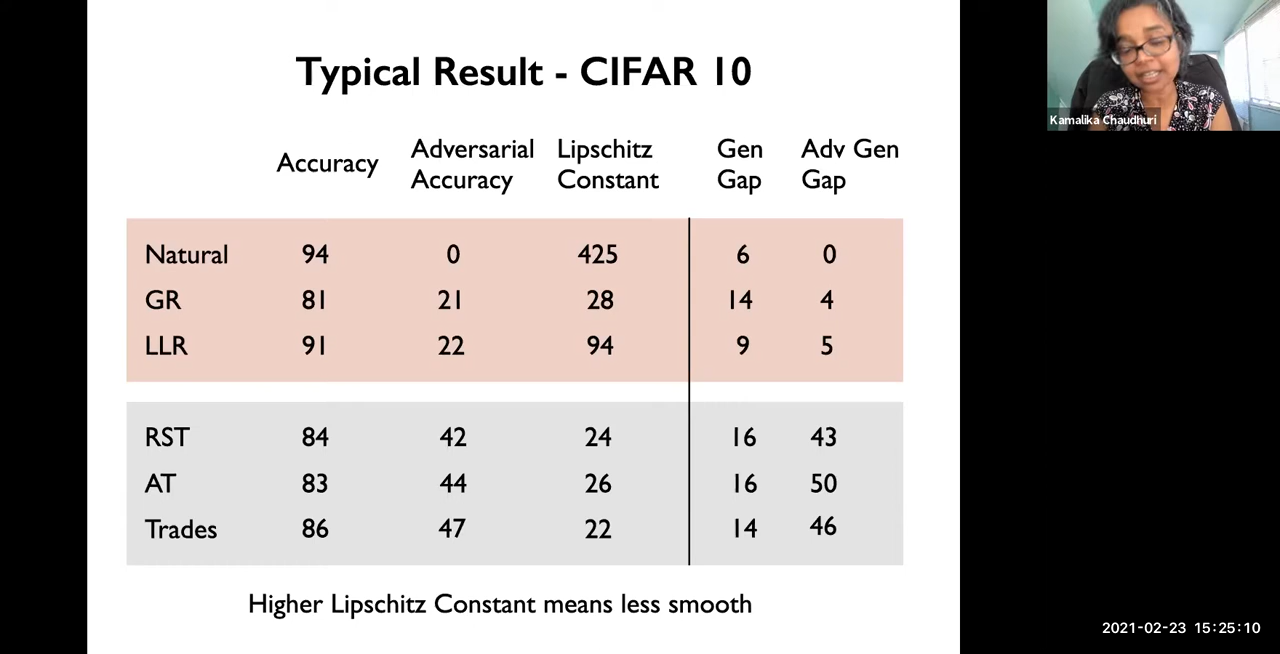 Typical Result - CIFAR 10
Kamalika Chaudhuri
Accuracy Adversarial Accuracy Lipschitz Constant Gen Gap Adv Gen Gap
Natural 94 0 425 6 0
GR 81 21 28 14 4
LLR 91 22 94 9 5
RST 84 42 24 16 43
AT 83 44 26 16 50
Trades 86 47 22 14 46
Higher Lipschitz Constant means less smooth
2021-02-23 15:25:10